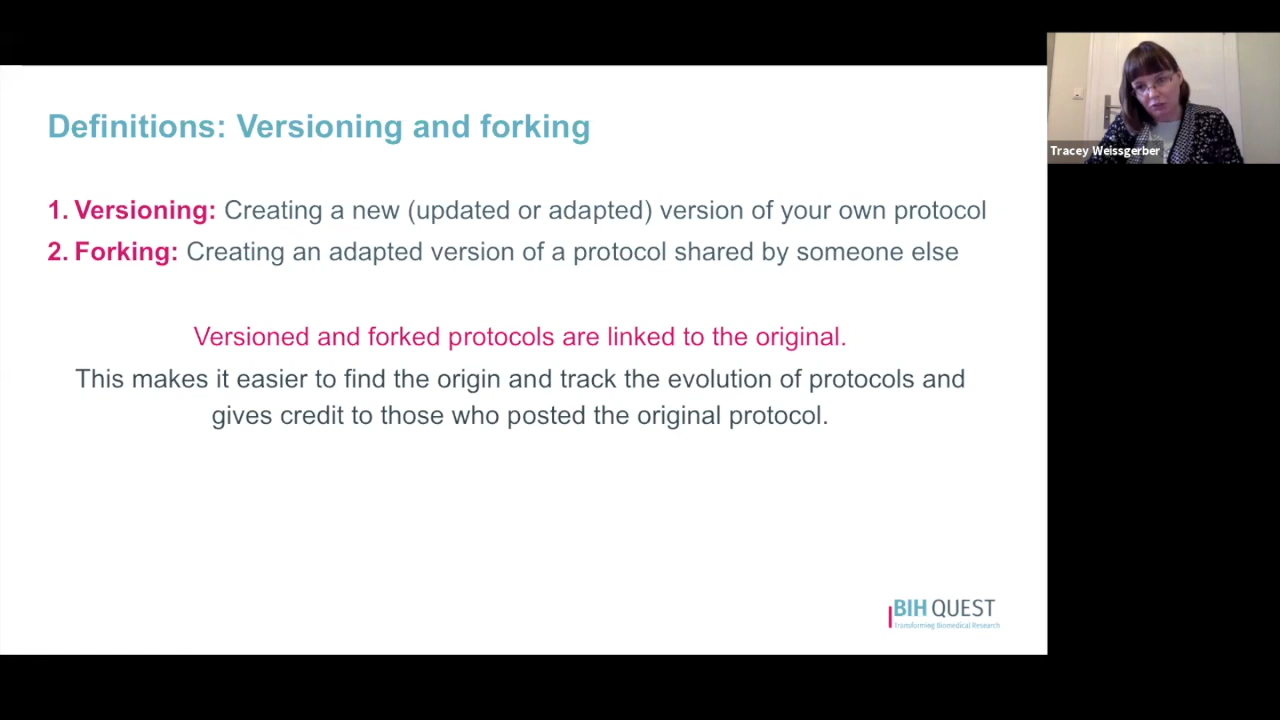 Definitions: Versioning and forking
1. Versioning: Creating a new (updated or adapted) version of your own protocol
2. Forking: Creating an adapted version of a protocol shared by someone else
Versioned and forked protocols are linked to the original.
This makes it easier to find the origin and track the evolution of protocols and
gives credit to those who posted the original protocol.
BIH QUEST
Transforming Biomedical Research
Tracey Weissgerber